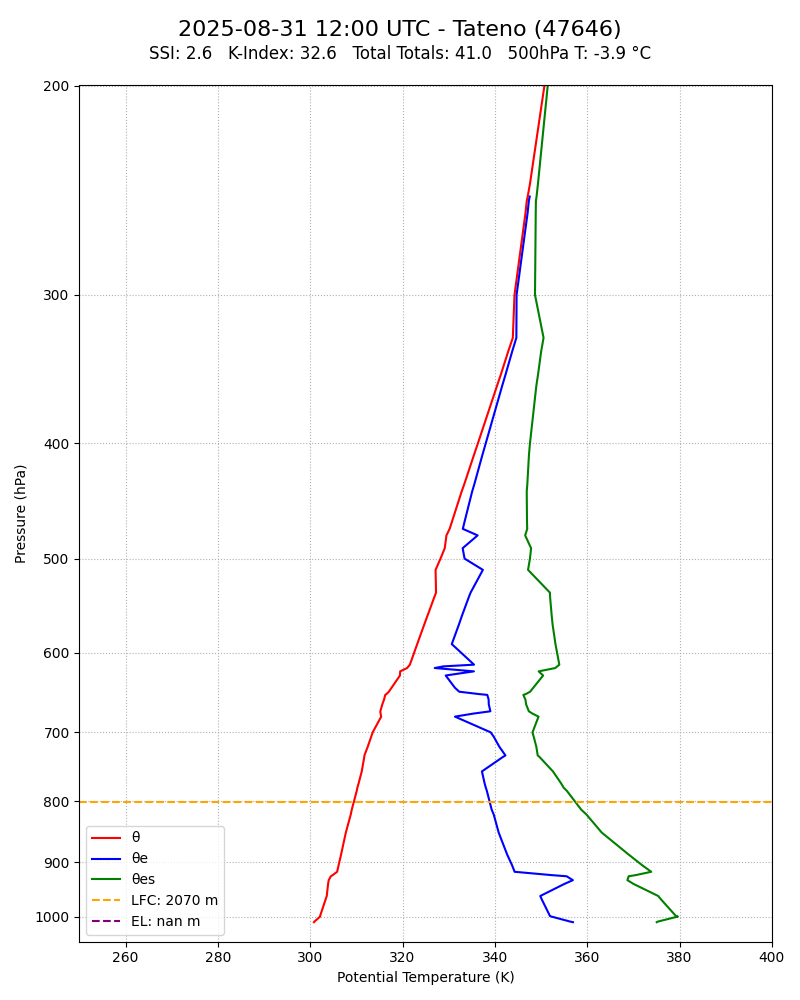 2025-08-31 12:00 UTC - Tateno (47646)
SSI: 2.6 K-Index: 32.6 Total Totals: 41.0 500hPa T: -3.9 °C
200
300
400
500
600
700
800
900
1000
Pressure (hPa)
θ
θe
θes
LFC: 2070 m
EL: nan m
260 280 300 320 340 360 380 400
Potential Temperature (K)